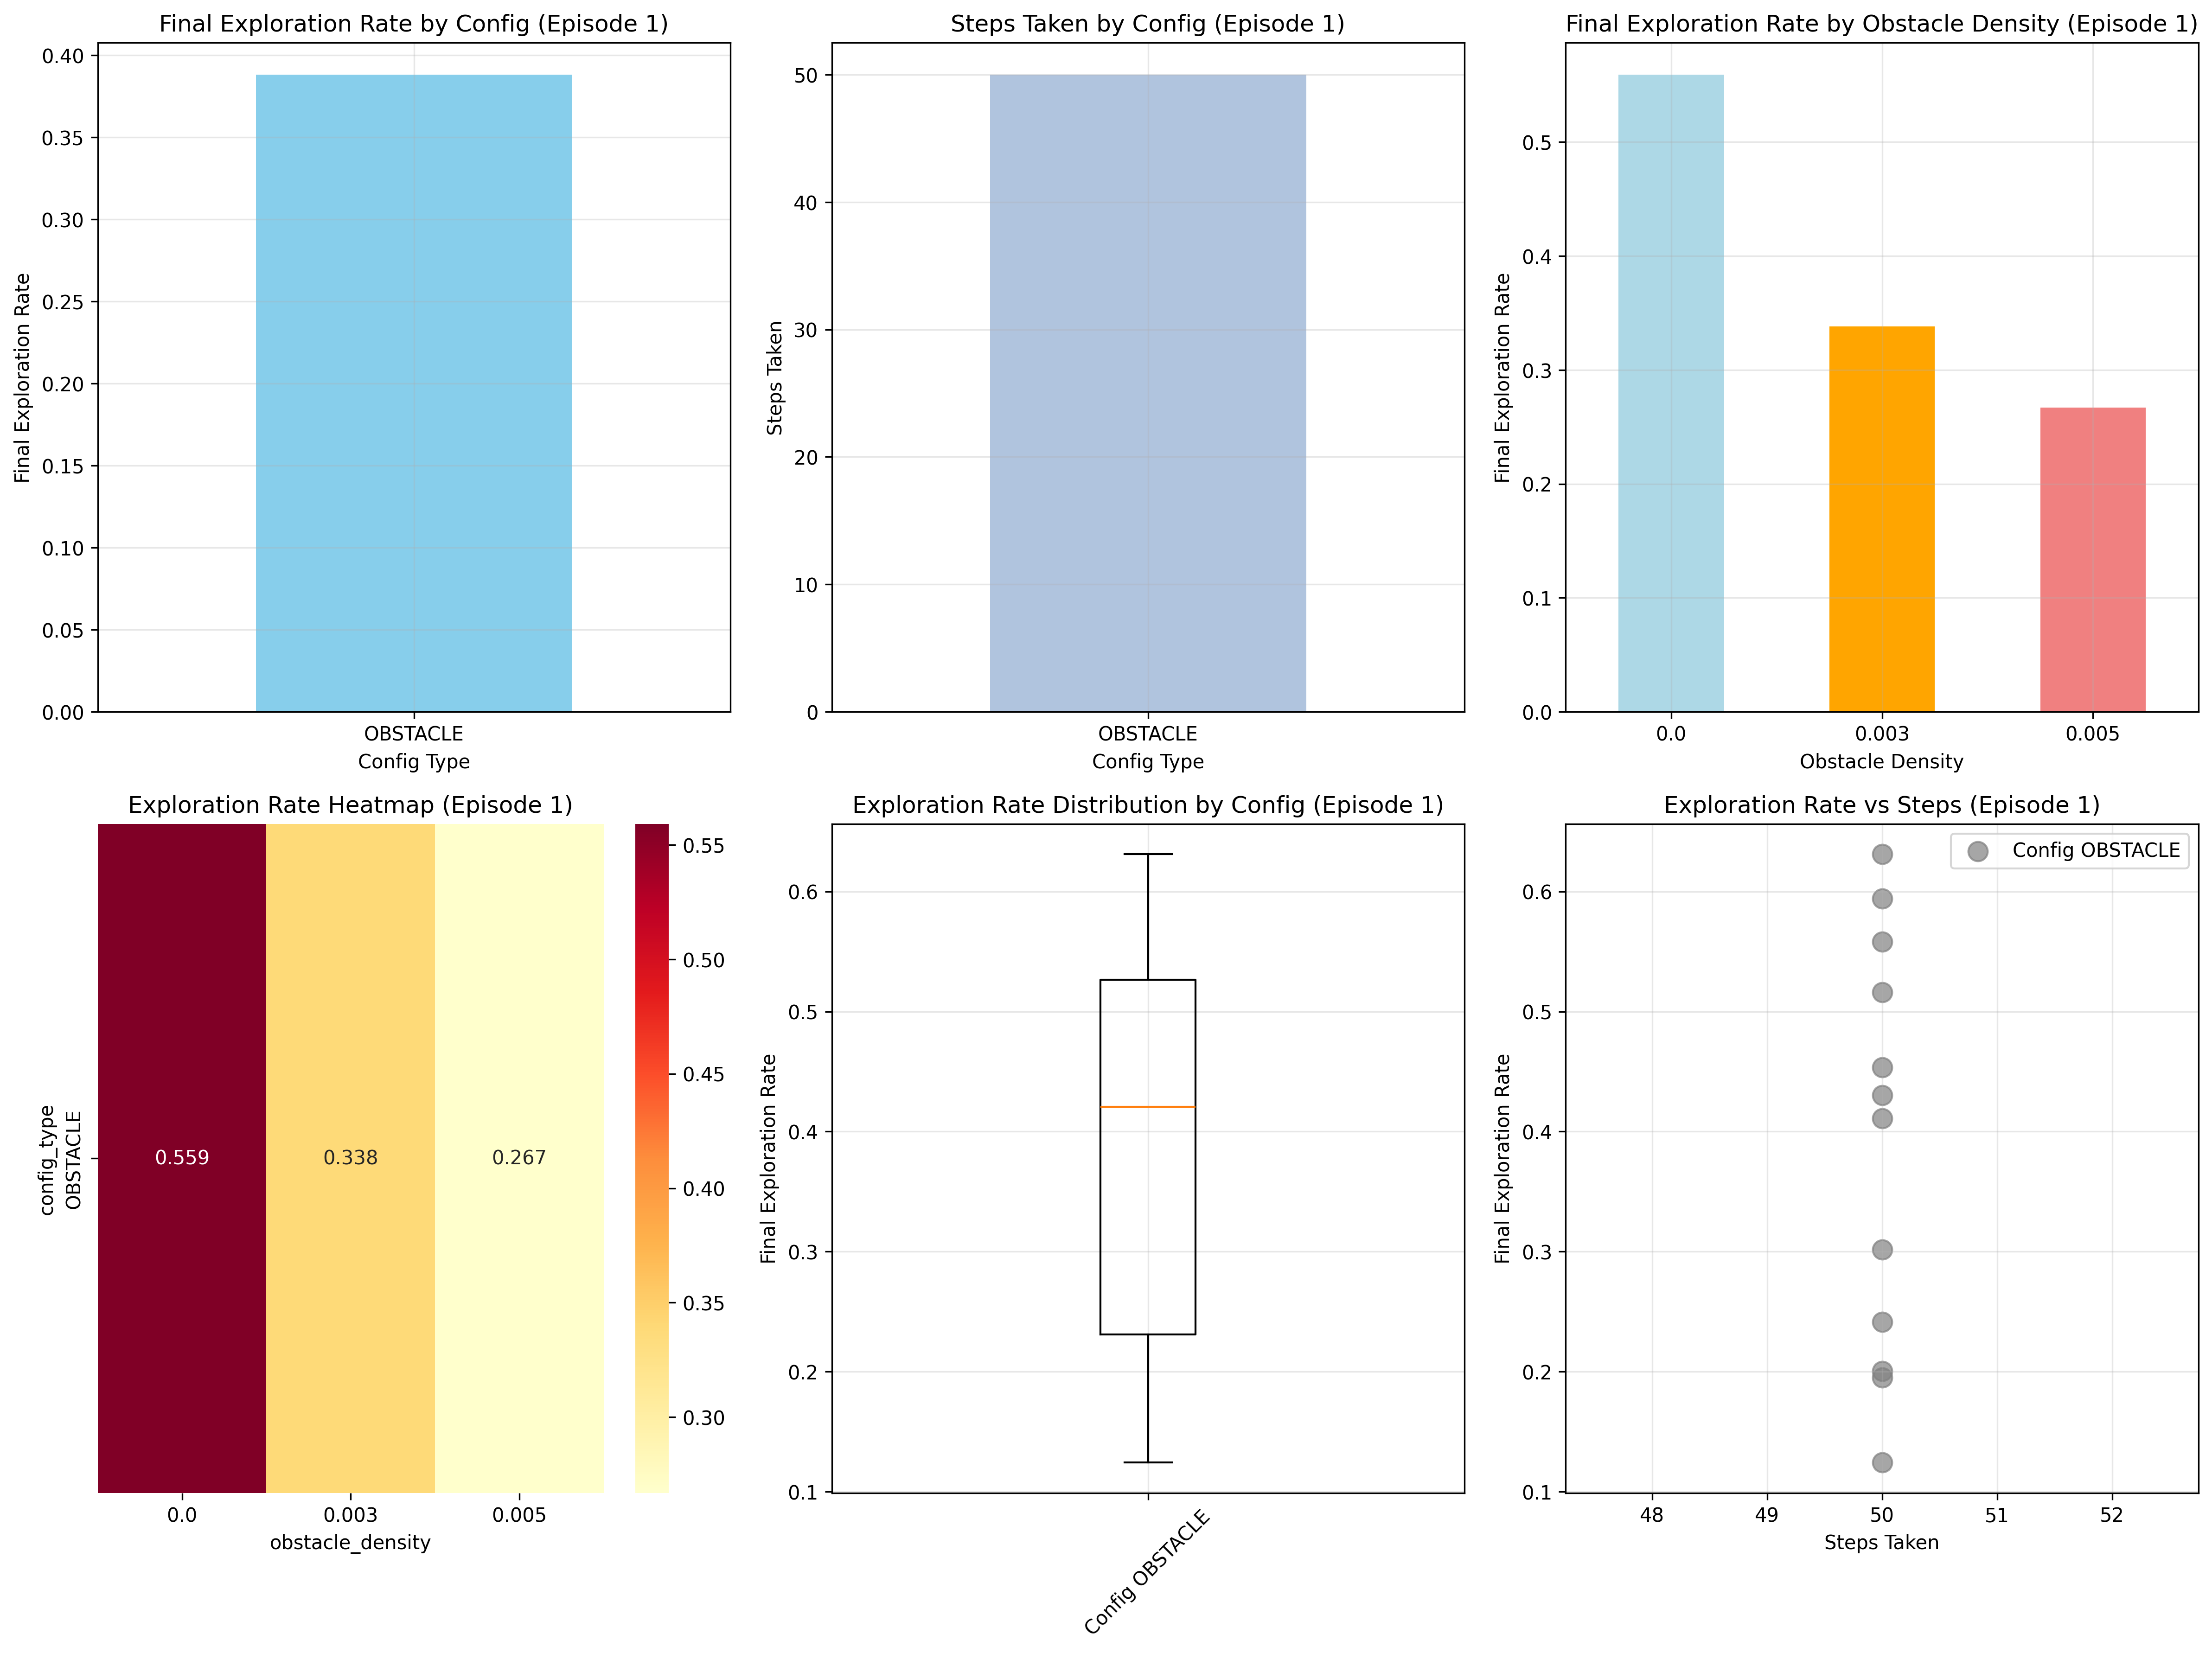 Final Exploration Rate by Config (Episode 1)
0.40
0.35
0.30
0.25
0.20
0.15
0.10
0.05
0.00
Final Exploration Rate
OBSTACLE
Config Type
Steps Taken by Config (Episode 1)
50
40
30
20
10
0
Steps Taken
OBSTACLE
Config Type
Final Exploration Rate by Obstacle Density (Episode 1)
0.5
0.4
0.3
0.2
0.1
0.0
Final Exploration Rate
0.0 0.003 0.005
Obstacle Density
Exploration Rate Heatmap (Episode 1)
config_type
OBSTACLE
0.559 0.338 0.267
0.0 0.003 0.005
obstacle_density
0.55
0.50
0.45
0.40
0.35
0.30
Exploration Rate Distribution by Config (Episode 1)
0.6
0.5
0.4
0.3
0.2
0.1
Final Exploration Rate
Config OBSTACLE
Exploration Rate vs Steps (Episode 1)
Config OBSTACLE
0.6
0.5
0.4
0.3
0.2
0.1
Final Exploration Rate
48 49 50 51 52
Steps Taken